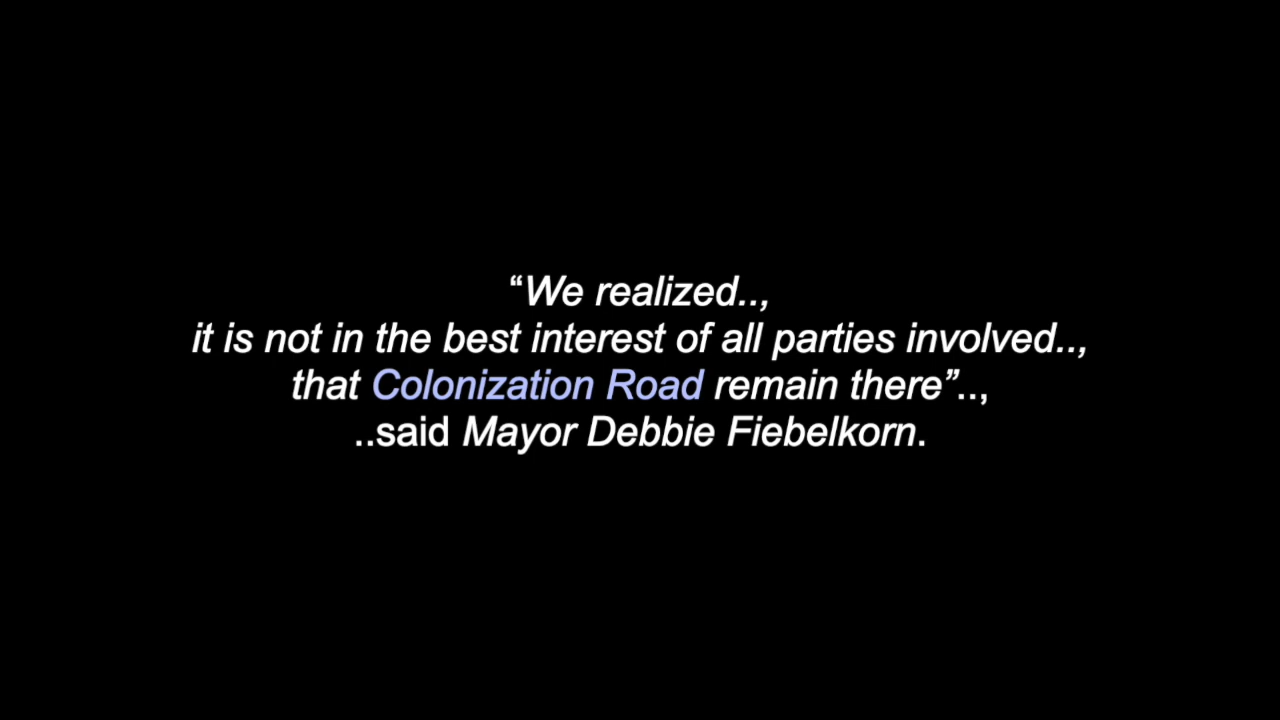 “We realized..,
it is not in the best interest of all parties involved..,
that Colonization Road remain there”..,
..said Mayor Debbie Fiebelkorn.